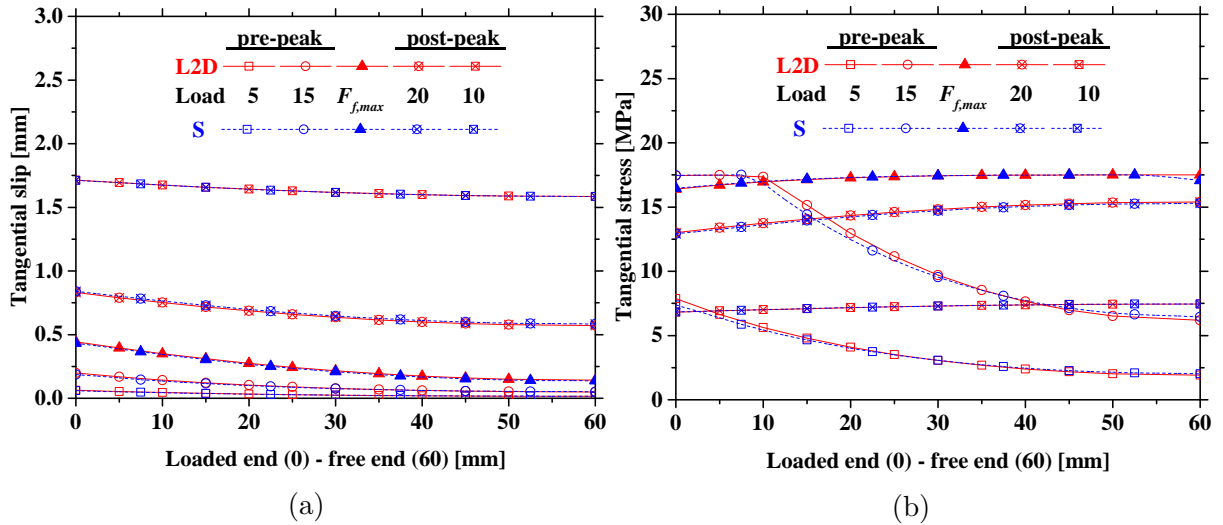 3.0
2.5
2.0
1.5
1.0
0.5
0.0
Tangential slip [mm]
pre-peak post-peak
L2D
Load 5 15 F_{f,max} 20 10
S
0 10 20 30 40 50 60
Loaded end (0) - free end (60) [mm]
(a)
30
25
20
15
10
5
0
Tangential stress [MPa]
pre-peak post-peak
L2D
Load 5 15 F_{f,max} 20 10
S
0 10 20 30 40 50 60
Loaded end (0) - free end (60) [mm]
(b)